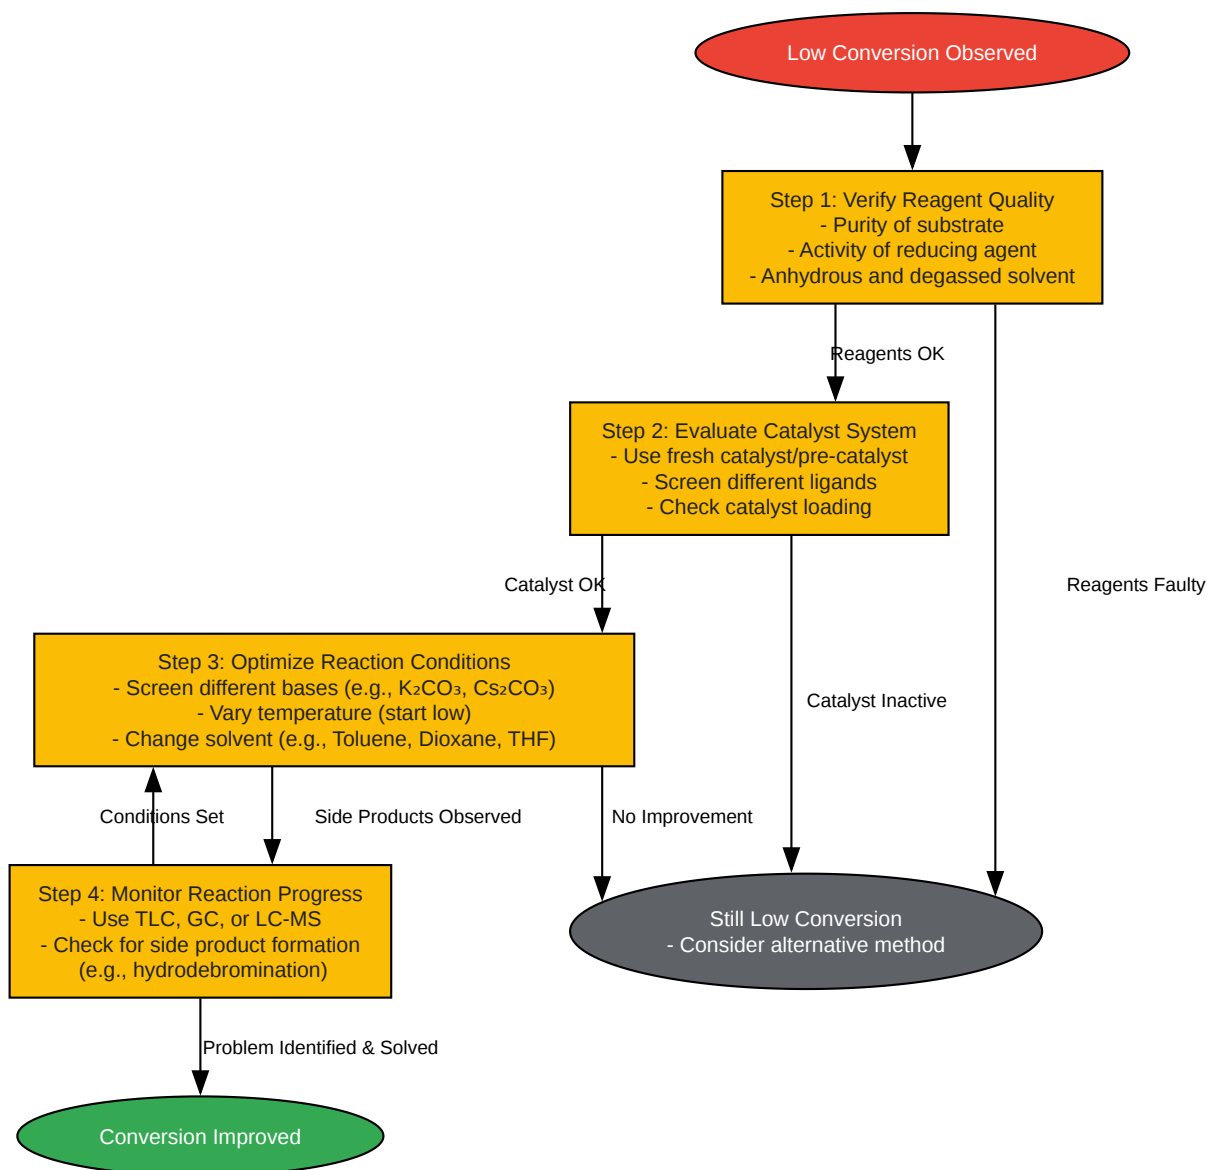 Low Conversion Observed
Step 1: Verify Reagent Quality
- Purity of substrate
- Activity of reducing agent
- Anhydrous and degassed solvent
Reagents OK
Step 2: Evaluate Catalyst System
- Use fresh catalyst/pre-catalyst
- Screen different ligands
- Check catalyst loading
Catalyst OK
Reagents Faulty
Step 3: Optimize Reaction Conditions
- Screen different bases (e.g., K₂CO₃, Cs₂CO₃)
- Vary temperature (start low)
- Change solvent (e.g., Toluene, Dioxane, THF)
Catalyst Inactive
Conditions Set
Side Products Observed
No Improvement
Step 4: Monitor Reaction Progress
- Use TLC, GC, or LC-MS
- Check for side product formation
(e.g., hydrodebromination)
Still Low Conversion
- Consider alternative method
Problem Identified & Solved
Conversion Improved